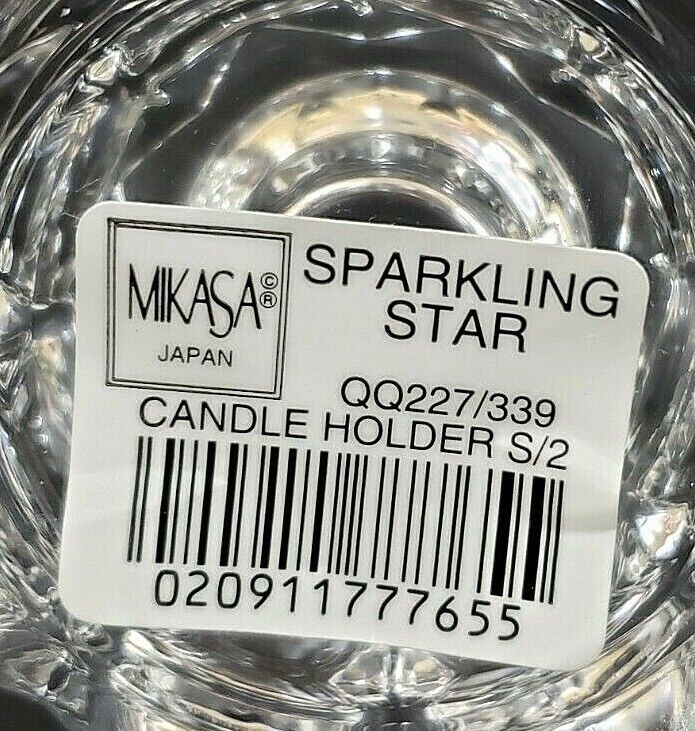 MIKASA©®
JAPAN
SPARKLING
STAR
QQ227/339
CANDLE HOLDER S/2
020911777655